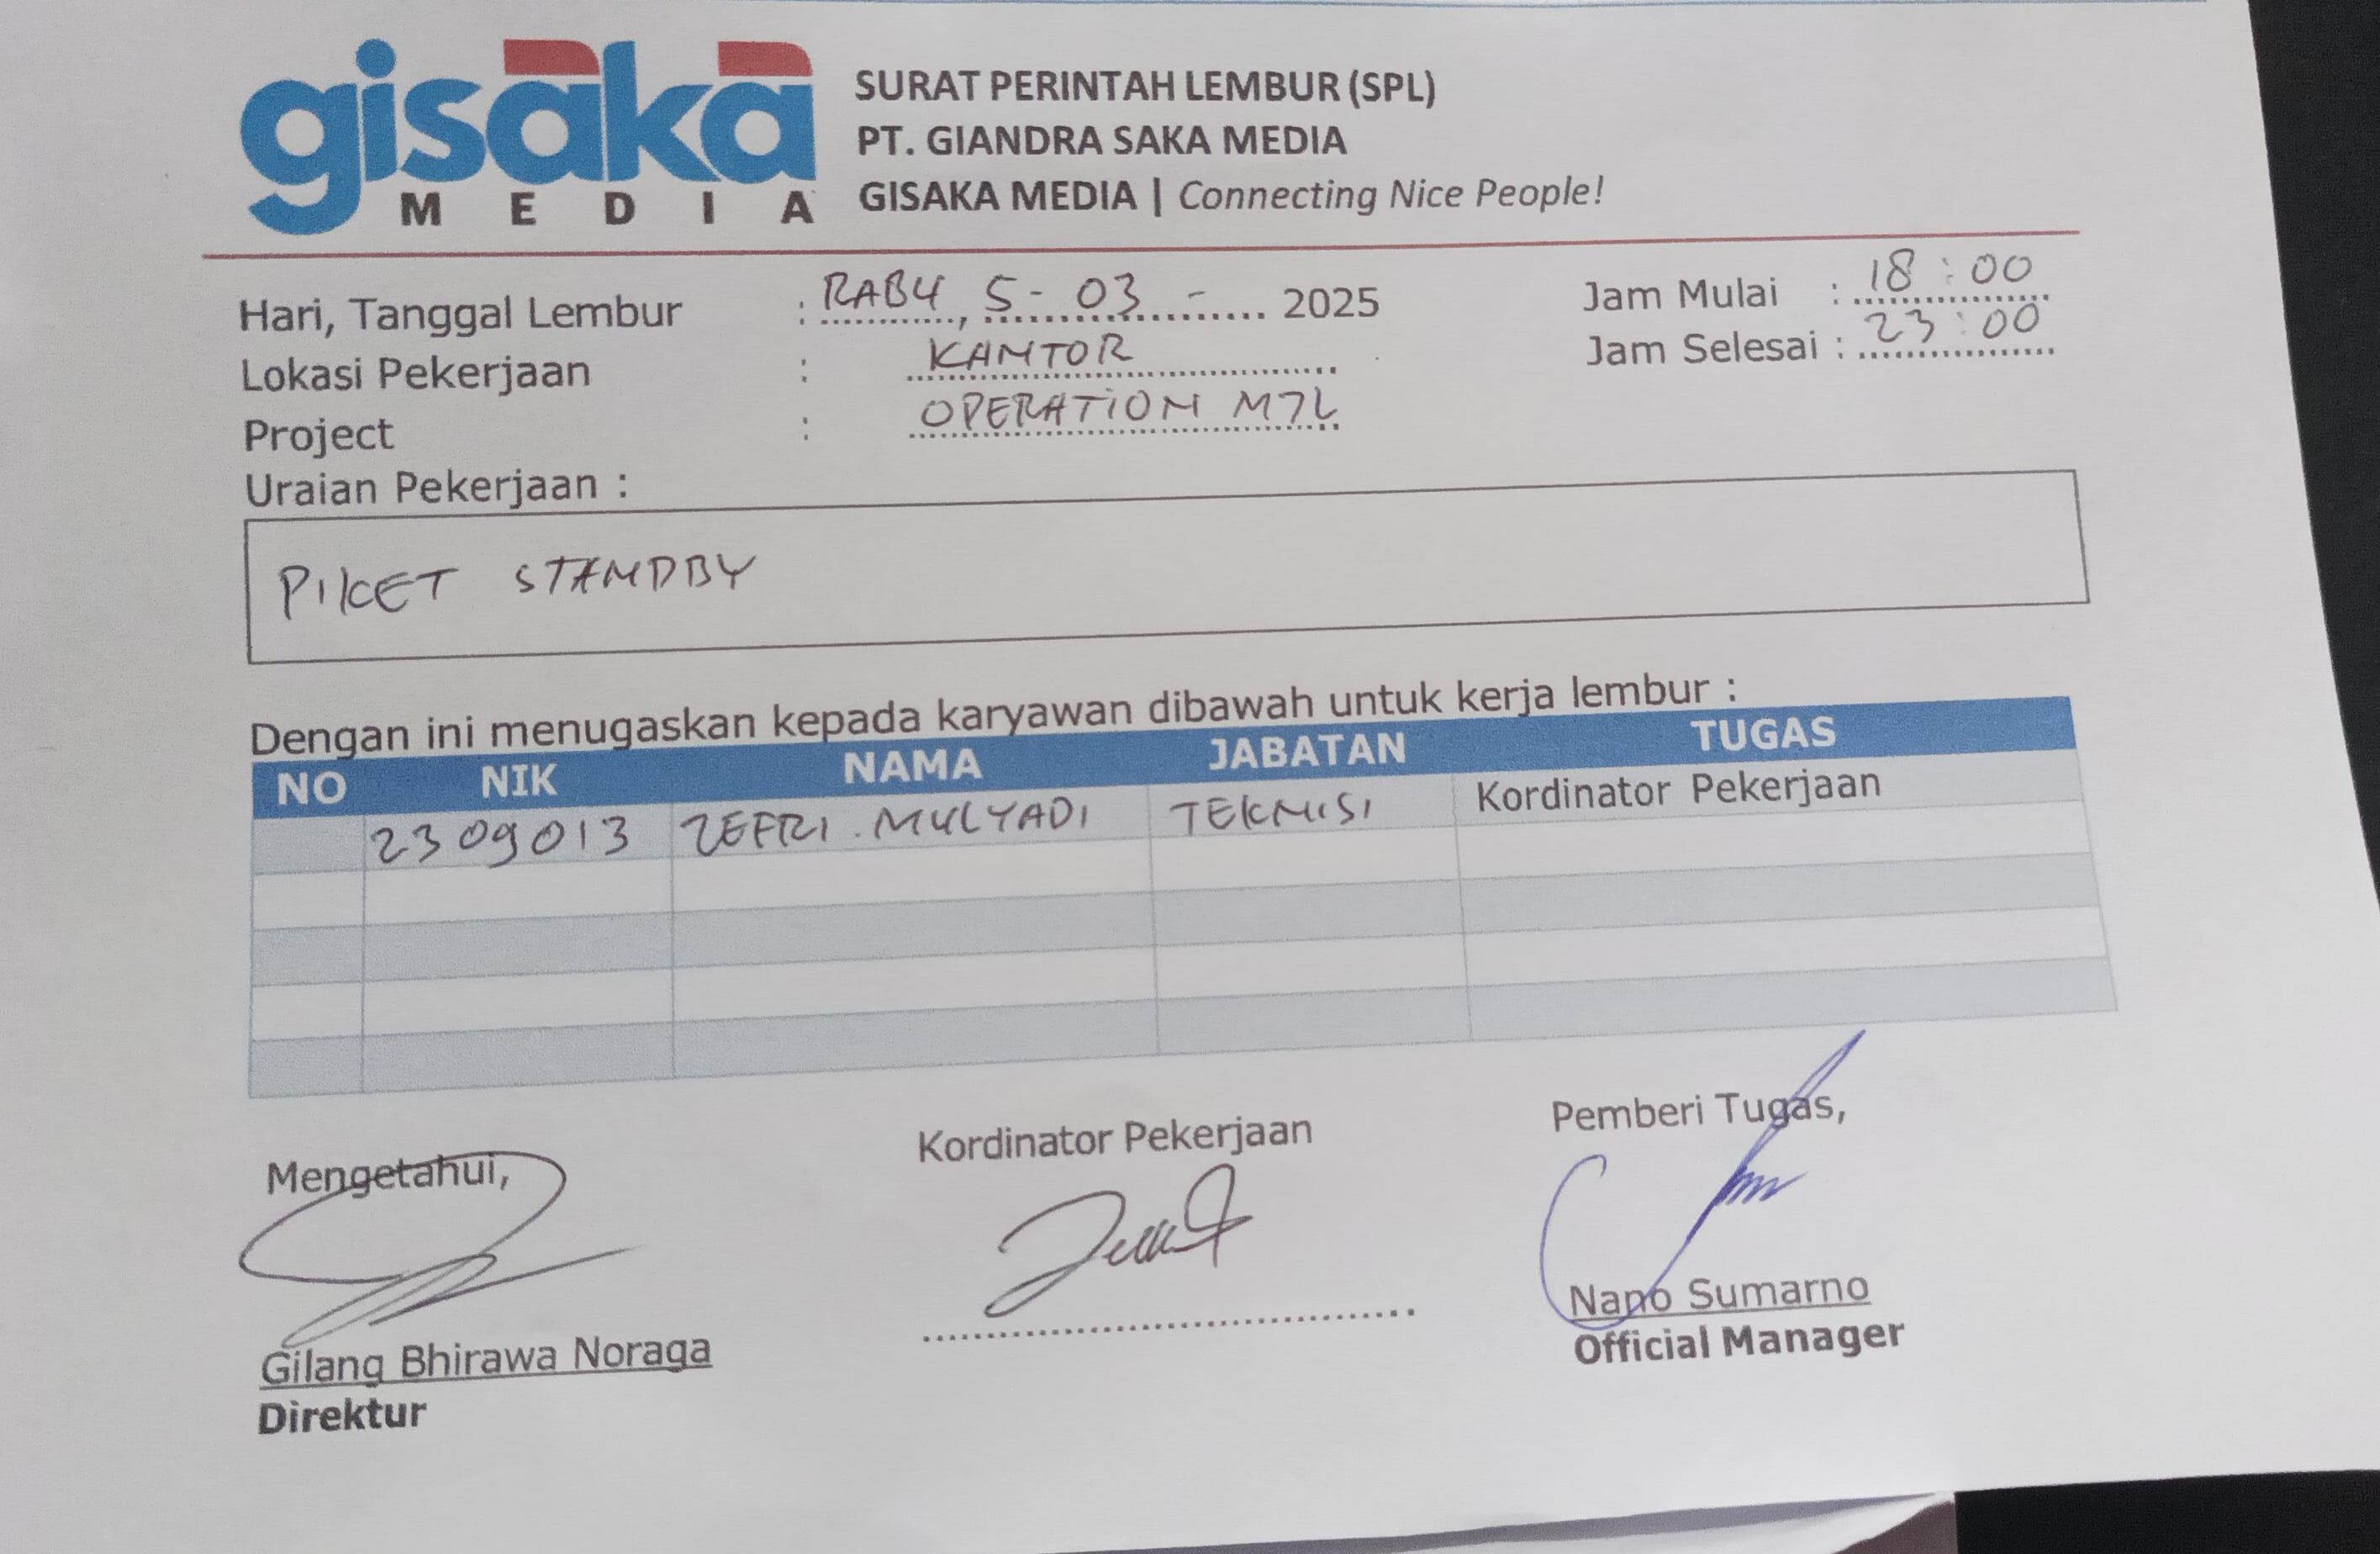 gisaka
MEDIA
SURAT PERINTAH LEMBUR (SPL)
PT. GIANDRA SAKA MEDIA
GISAKA MEDIA | Connecting Nice People!
Hari, Tanggal Lembur : RABU, 5- 03 - 2025
Jam Mulai : 18 : 00
Lokasi Pekerjaan : KANTOR
Jam Selesai : 23 : 00
Project : OPERATION MJL
Uraian Pekerjaan :
PIKET STANDBY
Dengan ini menugaskan kepada karyawan dibawah untuk kerja lembur :
NO NIK NAMA JABATAN TUGAS
2309013 ZEFRI . MULYADI TEKNISI Kordinator Pekerjaan
Mengetahui, Kordinator Pekerjaan Pemberi Tugas,
Gilang Bhirawa Noraga Nano Sumarno
Direktur Official Manager